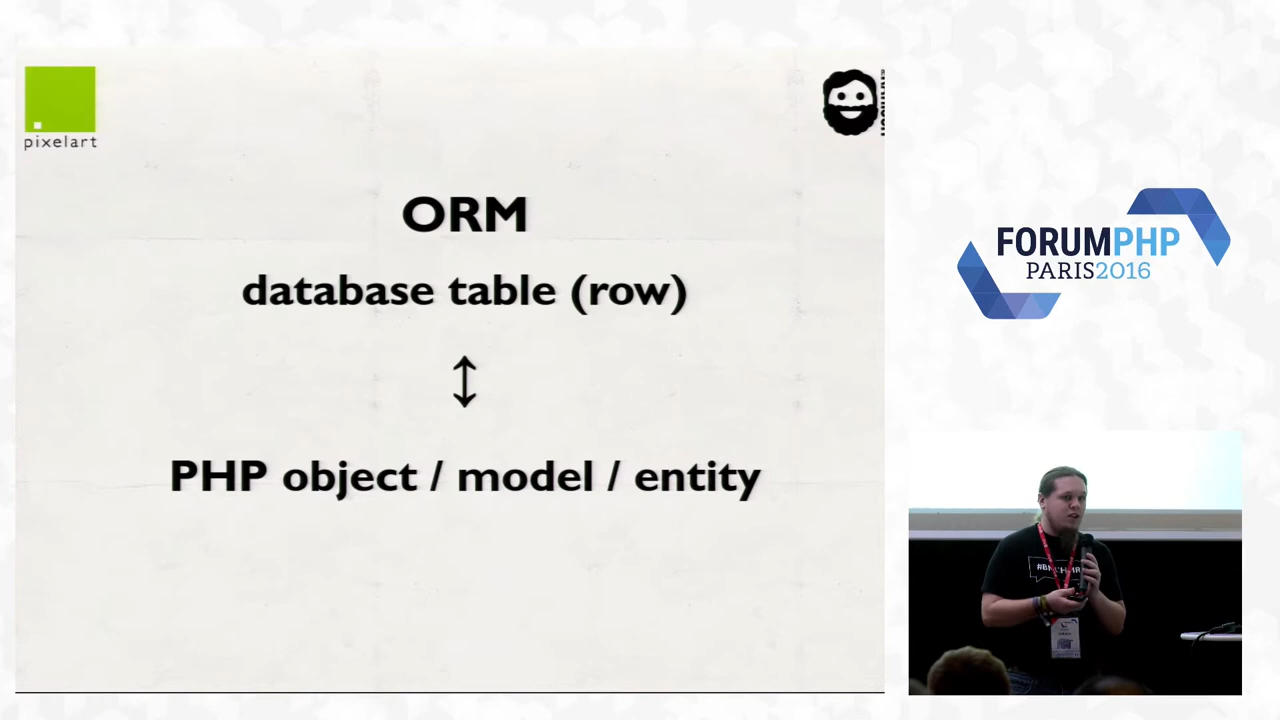 pixelart
ORM
database table (row)
↕
PHP object / model / entity
FORUMPHP
PARIS2016